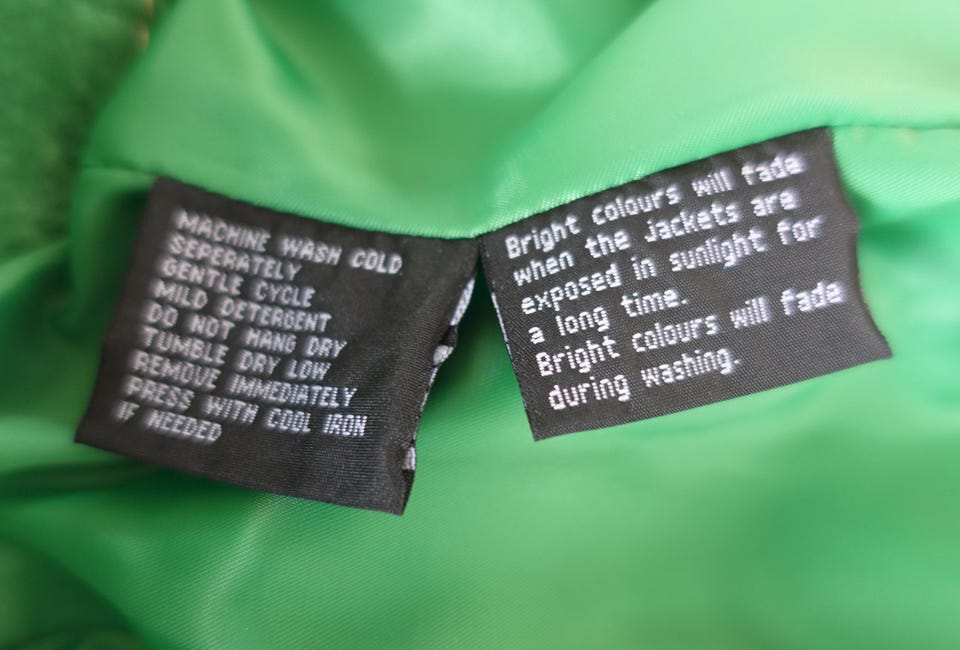 MACHINE WASH COLD
SEPERATELY
GENTLE CYCLE
MILD DETERGENT
DO NOT HANG DRY
TUMBLE DRY LOW
REMOVE IMMEDIATELY
PRESS WITH COOL IRON
IF NEEDED
Bright colours will fade
when the Jackets are
exposed in sunlight for
a long time.
Bright colours will fade
during washing.